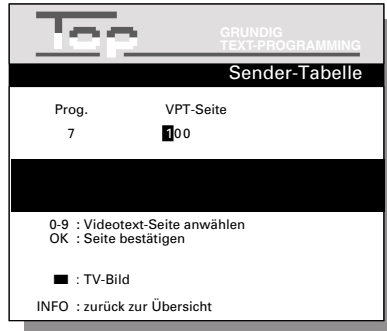 Top
GRUNDIG
TEXT-PROGRAMMING
Sender-Tabelle
Prog. VPT-Seite
7 100
0-9 : Videotext-Seite anwählen
OK : Seite bestätigen
: TV-Bild
INFO : zurück zur Übersicht